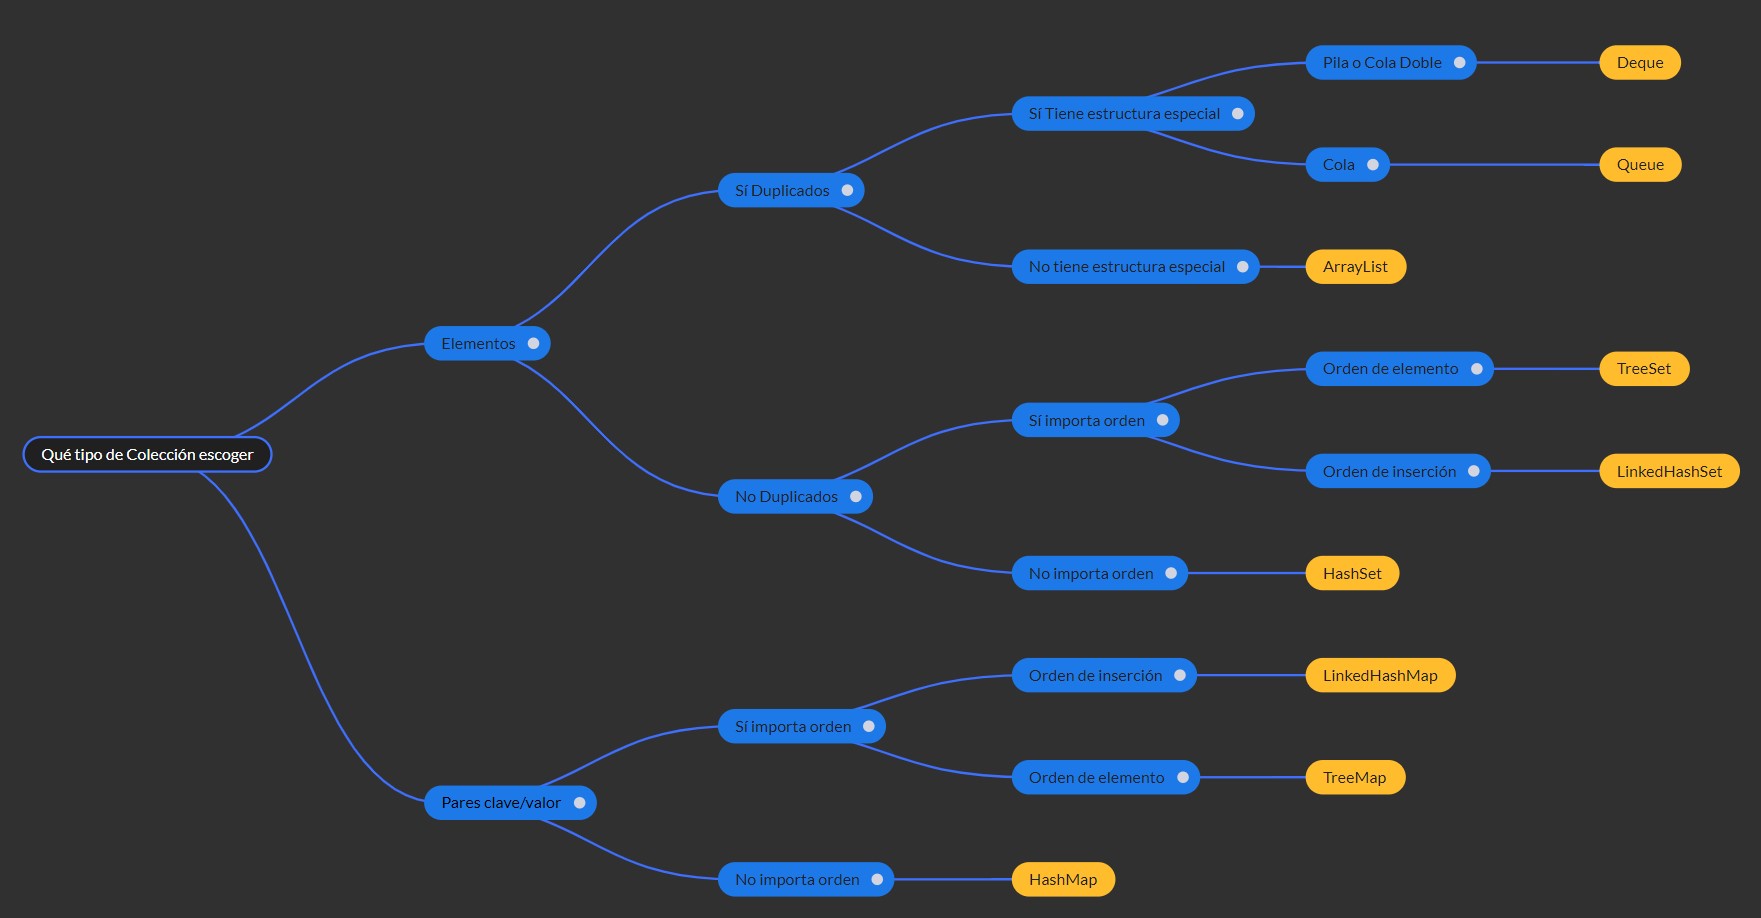 Qué tipo de Colección escoger
Elementos
Sí Duplicados
Sí Tiene estructura especial
Pila o Cola Doble
Deque
Cola
Queue
No tiene estructura especial
ArrayList
No Duplicados
Sí importa orden
Orden de elemento
TreeSet
Orden de inserción
LinkedHashSet
No importa orden
HashSet
Pares clave/valor
Sí importa orden
Orden de inserción
LinkedHashMap
Orden de elemento
TreeMap
No importa orden
HashMap